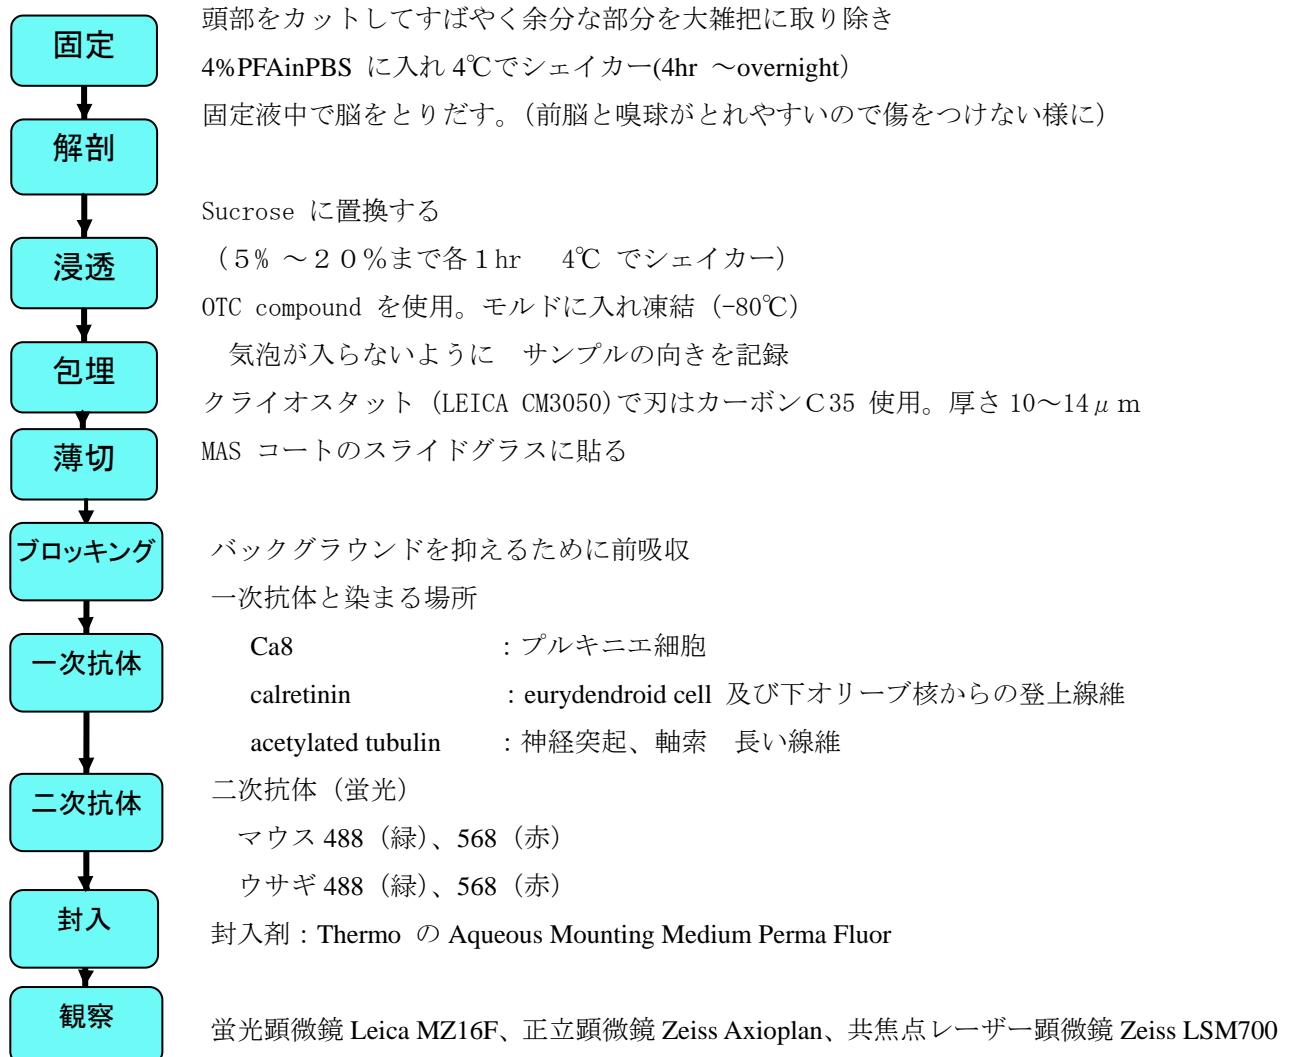 固定
頭部をカットしてすばやく余分な部分を大雑把に取り除き
4%PFAinPBS に入れ 4℃でシェイカー(4hr ～overnight)
固定液中で脳をとりだす。(前脳と嗅球がとれやすいので傷をつけない様に)
解剖
Sucrose に置換する
浸透
(５% ～２０%まで各１hr　4℃ でシェイカー)
OTC compound を使用。モルドに入れ凍結 (-80℃)
気泡が入らないように　サンプルの向きを記録
包埋
クライオスタット (LEICA CM3050)で刃はカーボンＣ35 使用。厚さ 10～14μｍ
薄切
MAS コートのスライドグラスに貼る
ブロッキング
バックグラウンドを抑えるために前吸収
一次抗体と染まる場所
一次抗体
Ca8　：プルキニエ細胞
calretinin　：eurydendroid cell 及び下オリーブ核からの登上線維
acetylated tubulin　：神経突起、軸索　長い線維
二次抗体
二次抗体 (蛍光)
マウス 488 (緑)、568 (赤)
ウサギ 488 (緑)、568 (赤)
封入
封入剤：Thermo の Aqueous Mounting Medium Perma Fluor
観察
蛍光顕微鏡 Leica MZ16F、正立顕微鏡 Zeiss Axioplan、共焦点レーザー顕微鏡 Zeiss LSM700